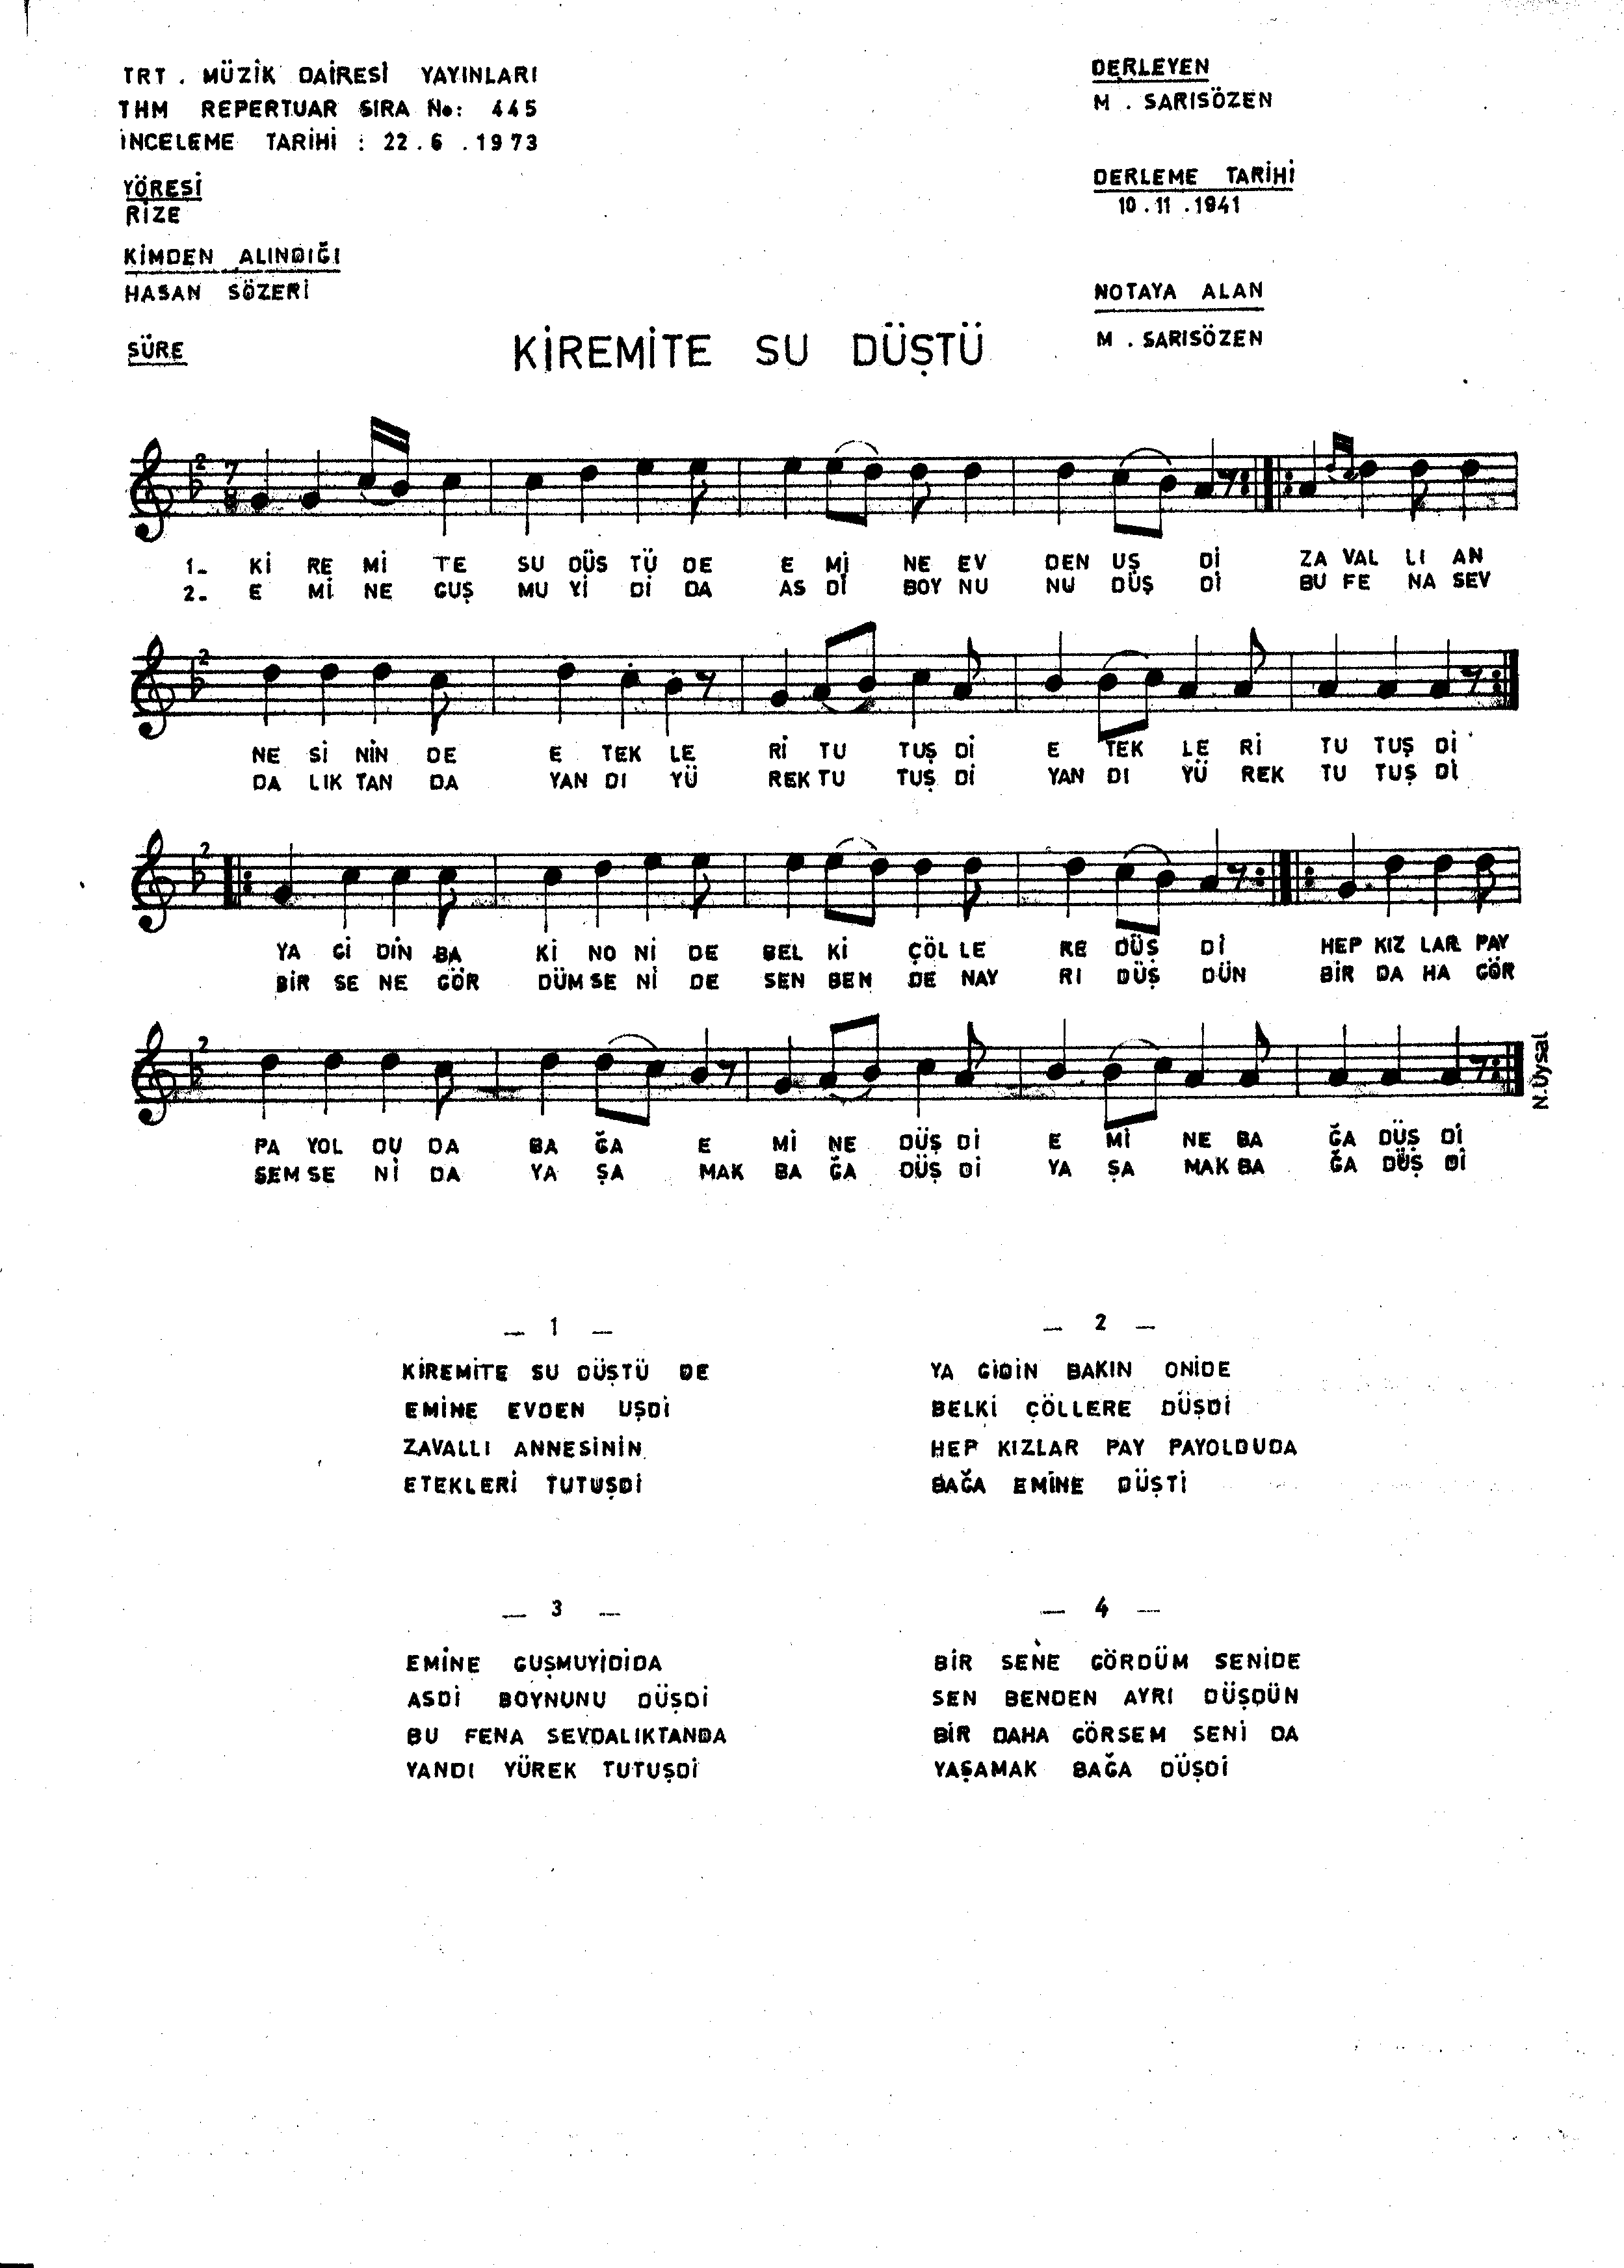 TRT . MÜZİK DAİRESİ YAYINLARI
THM REPERTUAR SIRA No: 445
İNCELEME TARİHİ : 22 . 6 . 1973
YÖRESİ
RİZE
KİMDEN ALINDIĞI
HASAN SÖZERİ
SÜRE
DERLEYEN
M . SARISÖZEN
DERLEME TARİHİ
10 . 11 . 1941
NOTAYA ALAN
M . SARISÖZEN
KİREMİTE SU DÜŞTÜ
1- Kİ RE Mİ TE SU DÜŞ TÜ DE E Mİ NE EV DEN UŞ Dİ ZA VAL LI AN
2- E Mİ NE GUŞ MU Yİ Dİ DA AS Dİ BOY NU NU DÜŞ Dİ BU FE NA SEV
NE Sİ NİN DE E TEK LE Rİ TU TUŞ Dİ E TEK LE Rİ TU TUŞ Dİ
DA LIK TAN DA YAN DI YÜ REK TU TUŞ Dİ YAN DI YÜ REK TU TUŞ Dİ
YA Gİ DİN BA Kİ NO Nİ DE BEL Kİ ÇÖL LE RE DÜŞ Dİ HEP KIZ LAR PAY
BİR SE NE GÖR DÜM SE Nİ DE SEN BEN DE NAY RI DÜŞ DÜN BİR DA HA GÖR
PA YOL DU DA BA ĞA E Mİ NE DÜŞ Dİ E Mİ NE BA ĞA DÜŞ Dİ
SEM SE Nİ DA YA ŞA MAK BA ĞA DÜŞ Dİ YA ŞA MAK BA ĞA DÜŞ Dİ
N.Uysal
— 1 —
KİREMİTE SU DÜŞTÜ DE
EMİNE EVDEN UŞDİ
ZAVALLI ANNESİNİN
ETEKLERİ TUTUŞDİ
— 2 —
YA GİDİN BAKIN ONİDE
BELKİ ÇÖLLERE DÜŞDİ
HEP KIZLAR PAY PAYOLDUDA
BAĞA EMİNE DÜŞTİ
— 3 —
EMİNE GUŞMUYİDİDA
ASDİ BOYNUNU DÜŞDİ
BU FENA SEVDALIKTANDA
YANDI YÜREK TUTUŞDİ
— 4 —
BİR SENE GÖRDÜM SENİDE
SEN BENDEN AYRI DÜŞDÜN
BİR DAHA GÖRSEM SENİ DA
YAŞAMAK BAĞA DÜŞDİ